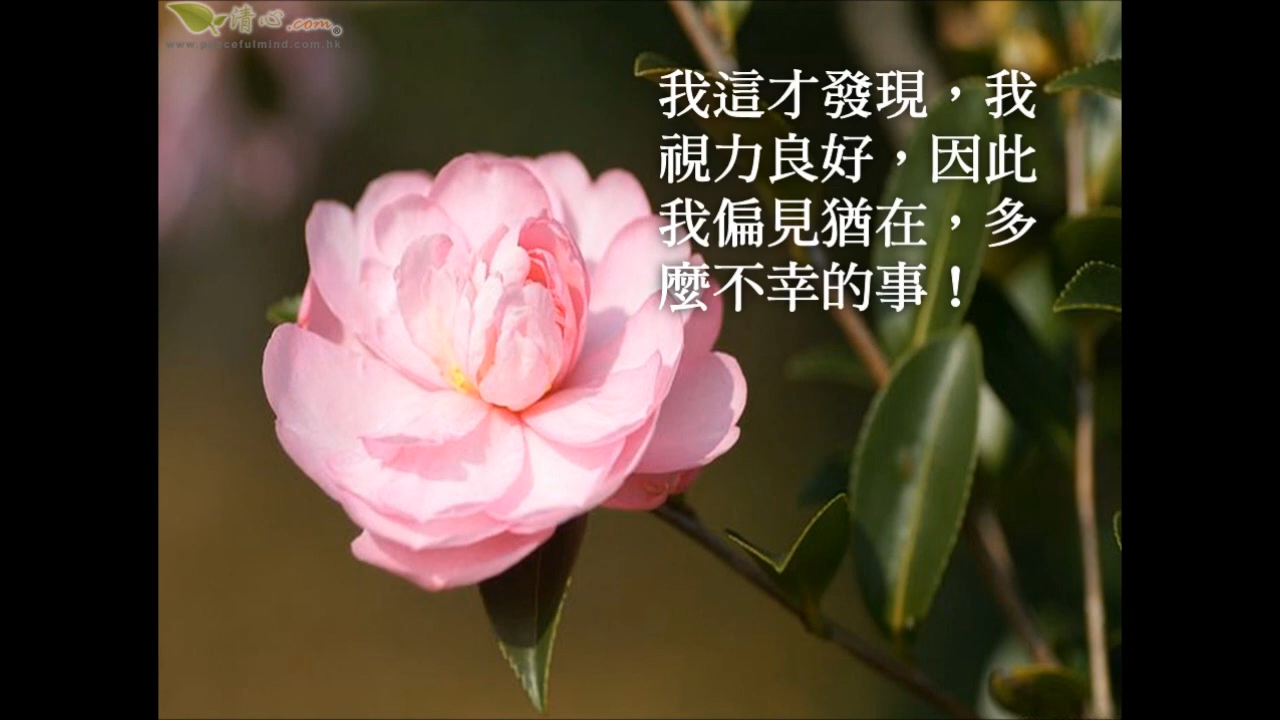 清心.com
www.peacefulmind.com.hk
我這才發現，我
視力良好，因此
我偏見猶在，多
麼不幸的事！